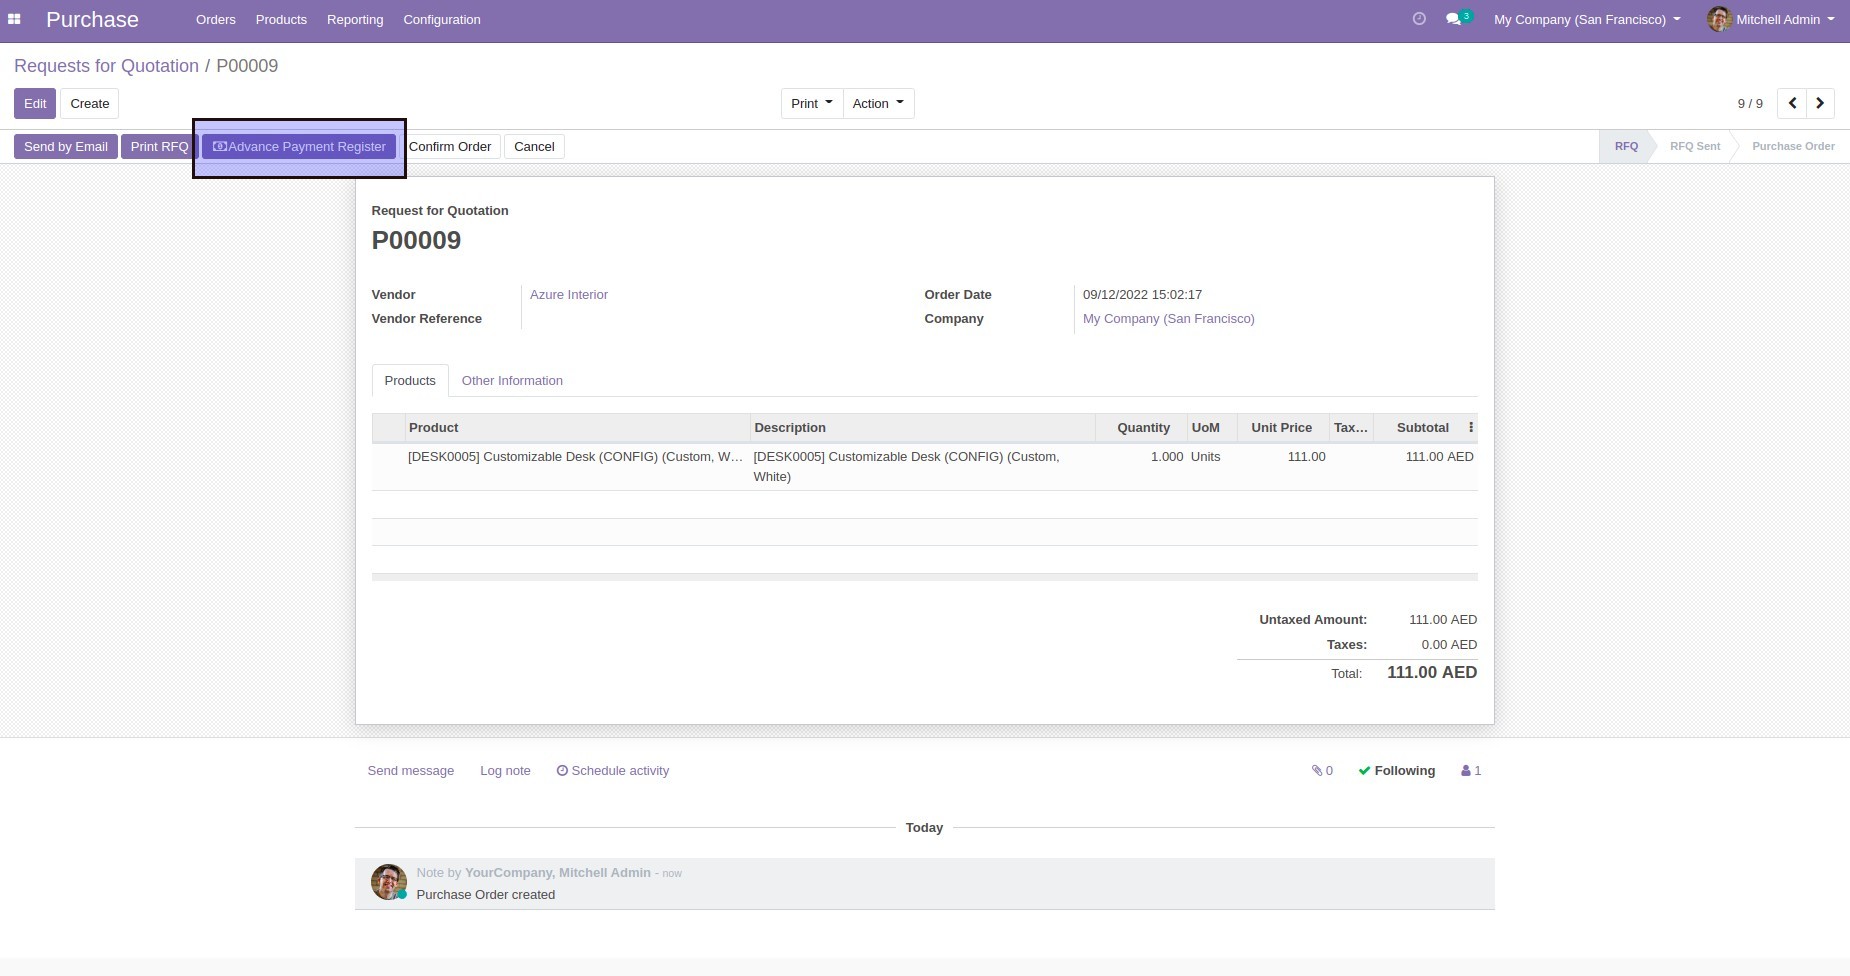 Purchase Orders Products Reporting Configuration 3 My Company (San Francisco) Mitchell Admin
Requests for Quotation / P00009
Edit Create Print Action 9 / 9
Send by Email Print RFQ Advance Payment Register Confirm Order Cancel RFQ RFQ Sent Purchase Order
Request for Quotation
P00009
Vendor Azure Interior Order Date 09/12/2022 15:02:17
Vendor Reference Company My Company (San Francisco)
Products Other Information
Product Description Quantity UoM Unit Price Tax... Subtotal
[DESK0005] Customizable Desk (CONFIG) (Custom, W... [DESK0005] Customizable Desk (CONFIG) (Custom, 1.000 Units 111.00 111.00 AED
White)
Untaxed Amount: 111.00 AED
Taxes: 0.00 AED
Total: 111.00 AED
Send message Log note Schedule activity 0 Following 1
Today
Note by YourCompany, Mitchell Admin - now
Purchase Order created